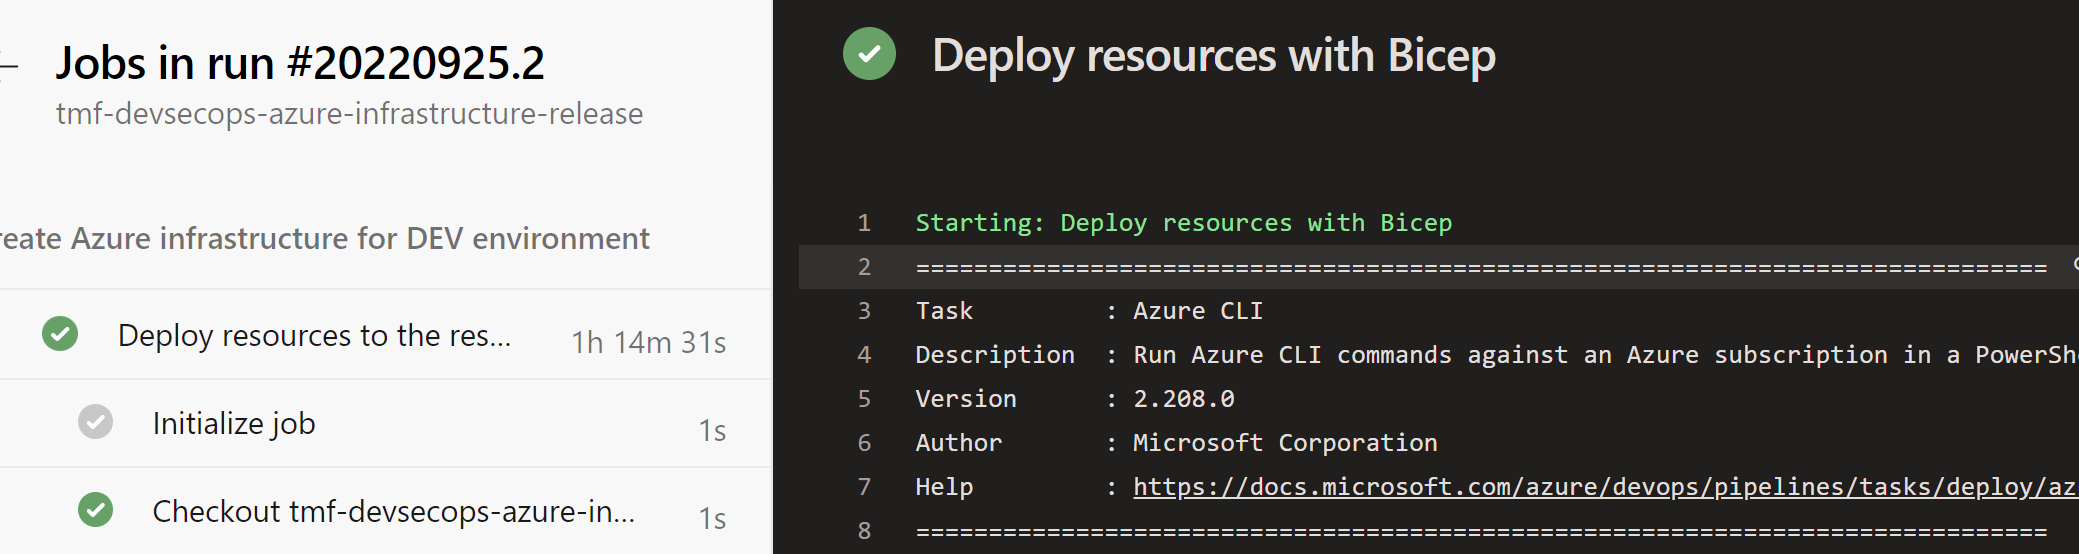 Jobs in run #20220925.2
tmf-devsecops-azure-infrastructure-release
reate Azure infrastructure for DEV environment
Deploy resources to the res... 1h 14m 31s
Initialize job 1s
Checkout tmf-devsecops-azure-in... 1s
Deploy resources with Bicep
1 Starting: Deploy resources with Bicep
2 ==============================================================================
3 Task : Azure CLI
4 Description : Run Azure CLI commands against an Azure subscription in a PowerSh
5 Version : 2.208.0
6 Author : Microsoft Corporation
7 Help : https://docs.microsoft.com/azure/devops/pipelines/tasks/deploy/az
8 ==============================================================================